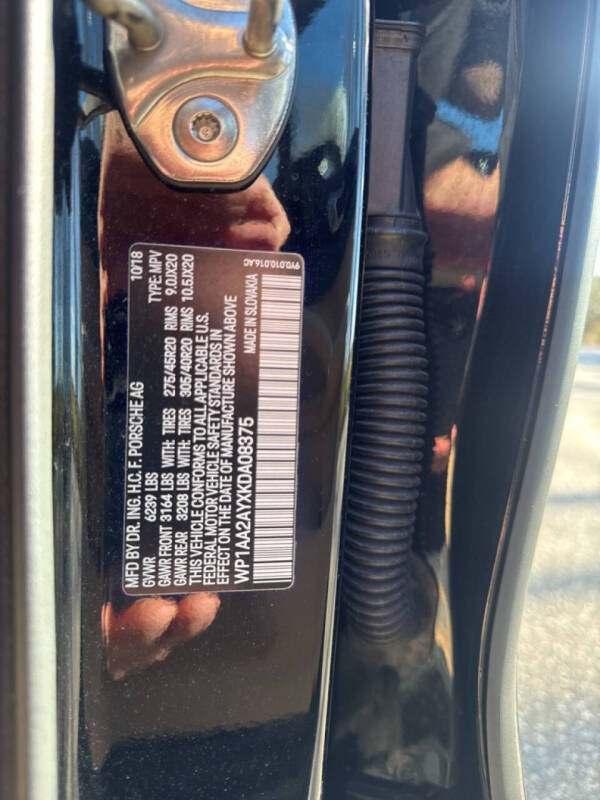 MFD BY DR. ING. H.C. F. PORSCHE AG 10/18
GVWR 6239 LBS TYPE: MPV
GAWR FRONT 3164 LBS WITH: TIRES 275/45R20 RIMS 9.0JX20
GAWR REAR 3208 LBS WITH: TIRES 305/40R20 RIMS 10.5JX20
THIS VEHICLE CONFORMS TO ALL APPLICABLE U.S.
FEDERAL MOTOR VEHICLE SAFETY STANDARDS IN
EFFECT ON THE DATE OF MANUFACTURE SHOWN ABOVE
WP1AA2AYXKDA08375
MADE IN SLOVAKIA
9Y0.010.016.AC